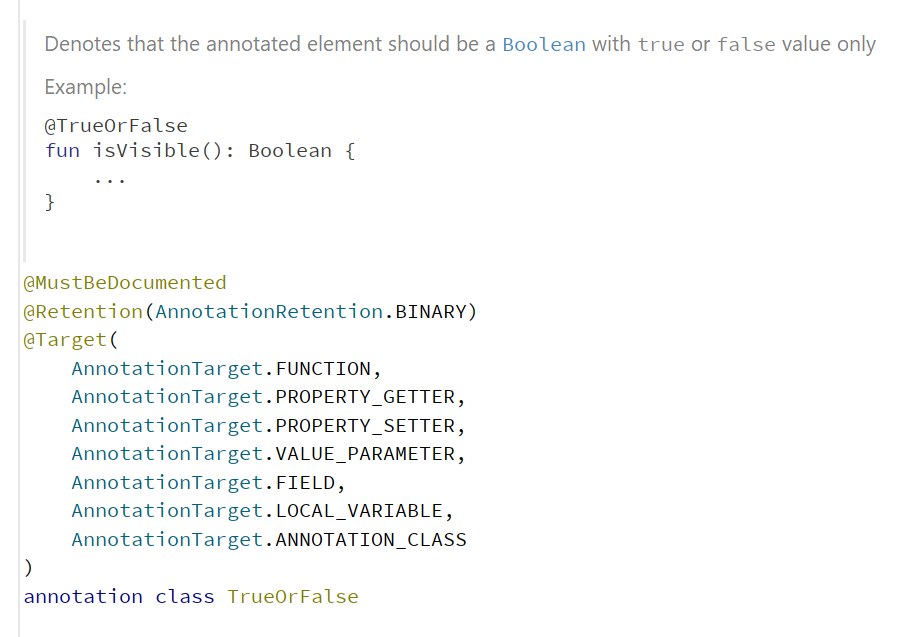 Denotes that the annotated element should be a Boolean with true or false value only
Example:
@TrueOrFalse
fun isVisible(): Boolean {
    ...
}
@MustBeDocumented
@Retention(AnnotationRetention.BINARY)
@Target(
    AnnotationTarget.FUNCTION,
    AnnotationTarget.PROPERTY_GETTER,
    AnnotationTarget.PROPERTY_SETTER,
    AnnotationTarget.VALUE_PARAMETER,
    AnnotationTarget.FIELD,
    AnnotationTarget.LOCAL_VARIABLE,
    AnnotationTarget.ANNOTATION_CLASS
)
annotation class TrueOrFalse